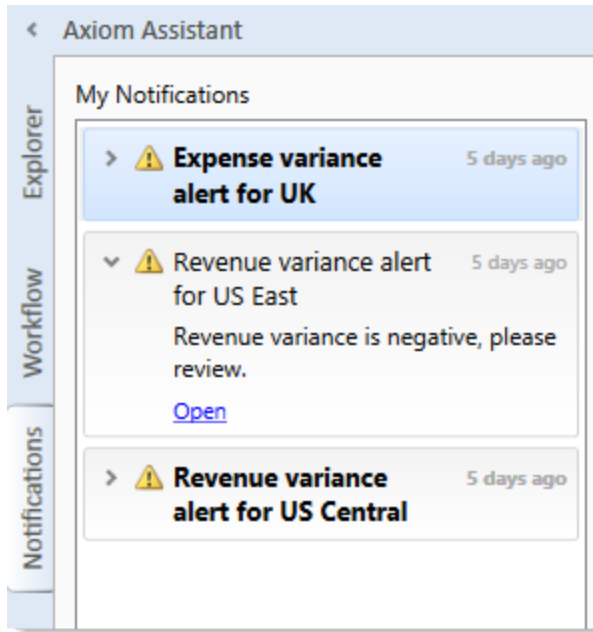 Axiom Assistant
My Notifications
Explorer
Workflow
Notifications
Expense variance 5 days ago
alert for UK
Revenue variance alert 5 days ago
for US East
Revenue variance is negative, please
review.
Open
Revenue variance 5 days ago
alert for US Central